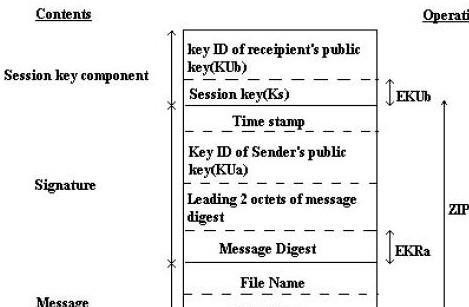 Contents
Operati
key ID of receipient's public
key(KUb)
Session key component
Session key(Ks)
EKUb
Time stamp
Key ID of Sender's public
key(KUa)
Signature
Leading 2 octets of message
digest
ZIP
Message Digest
EKRa
File Name
Message